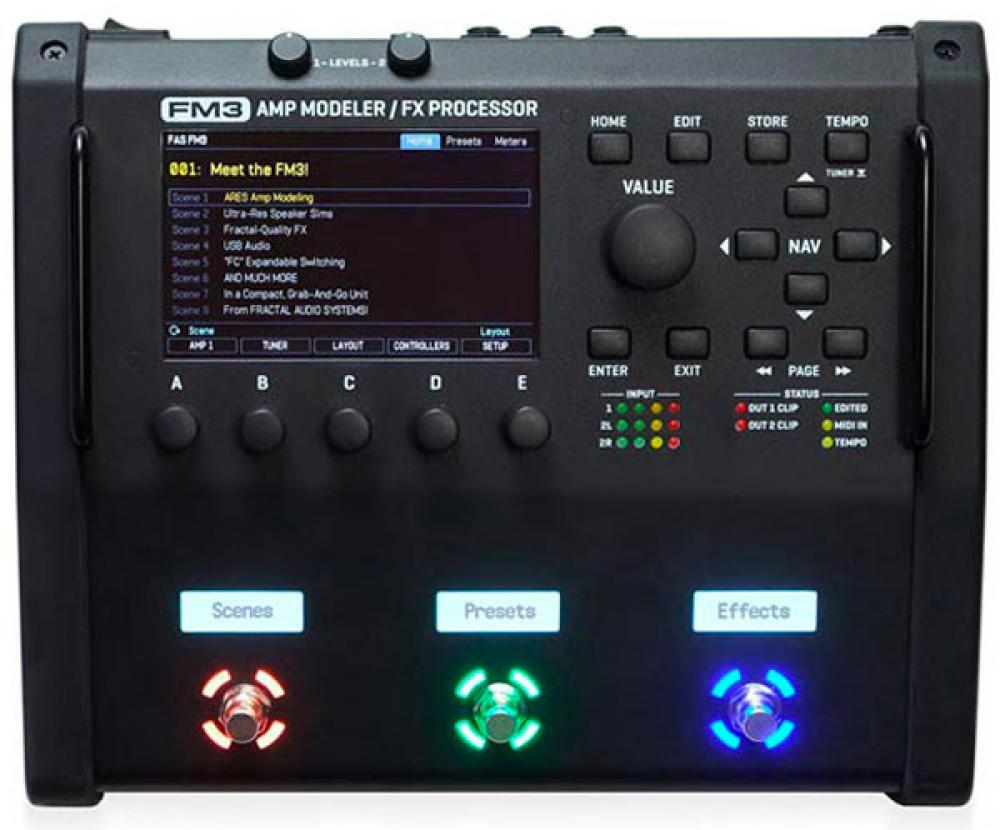 1 - LEVELS - 2
FM3 AMP MODELER / FX PROCESSOR
FAS FM3 Home Presets Meters
001: Meet the FM3!
Scene 1 ARES Amp Modeling
Scene 2 Ultra-Res Speaker Sims
Scene 3 Fractal-Quality FX
Scene 4 USB Audio
Scene 5 "FC" Expandable Switching
Scene 6 AND MUCH MORE
Scene 7 In a Compact, Grab-And-Go Unit
Scene 8 From FRACTAL AUDIO SYSTEMS!
Scene Layout
AMP 1 TUNER LAYOUT CONTROLLERS SETUP
A B C D E
HOME EDIT STORE TEMPO
TUNER
VALUE
NAV
ENTER EXIT PAGE
INPUT
1
2L
2R
STATUS
OUT 1 CLIP EDITED
OUT 2 CLIP MIDI IN
TEMPO
Scenes Presets Effects